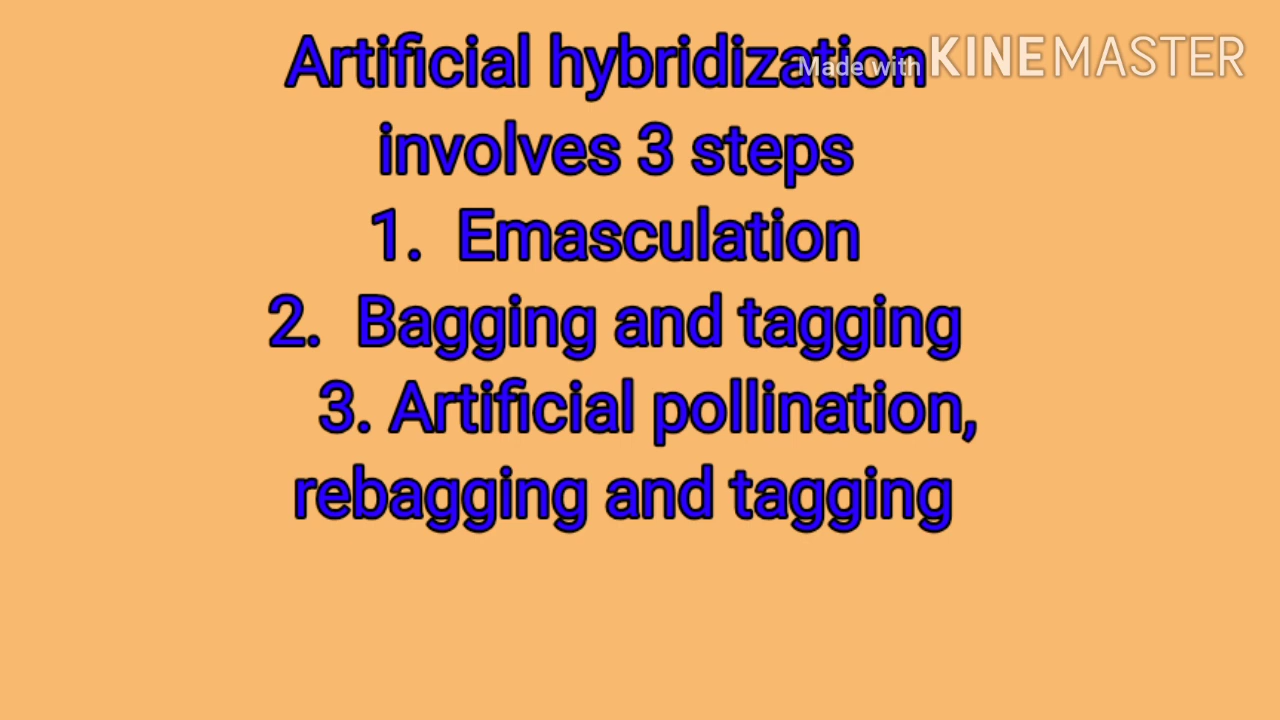 Artificial hybridization
Made with KINEMASTER
involves 3 steps
1. Emasculation
2. Bagging and tagging
3. Artificial pollination,
rebagging and tagging